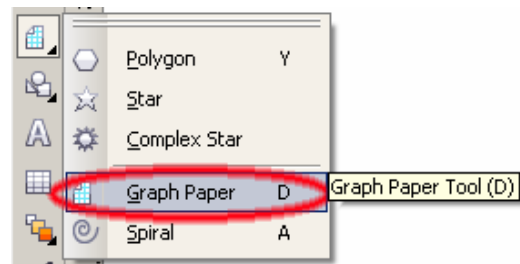 Polygon Y
Star
Complex Star
Graph Paper D Graph Paper Tool (D)
Spiral A